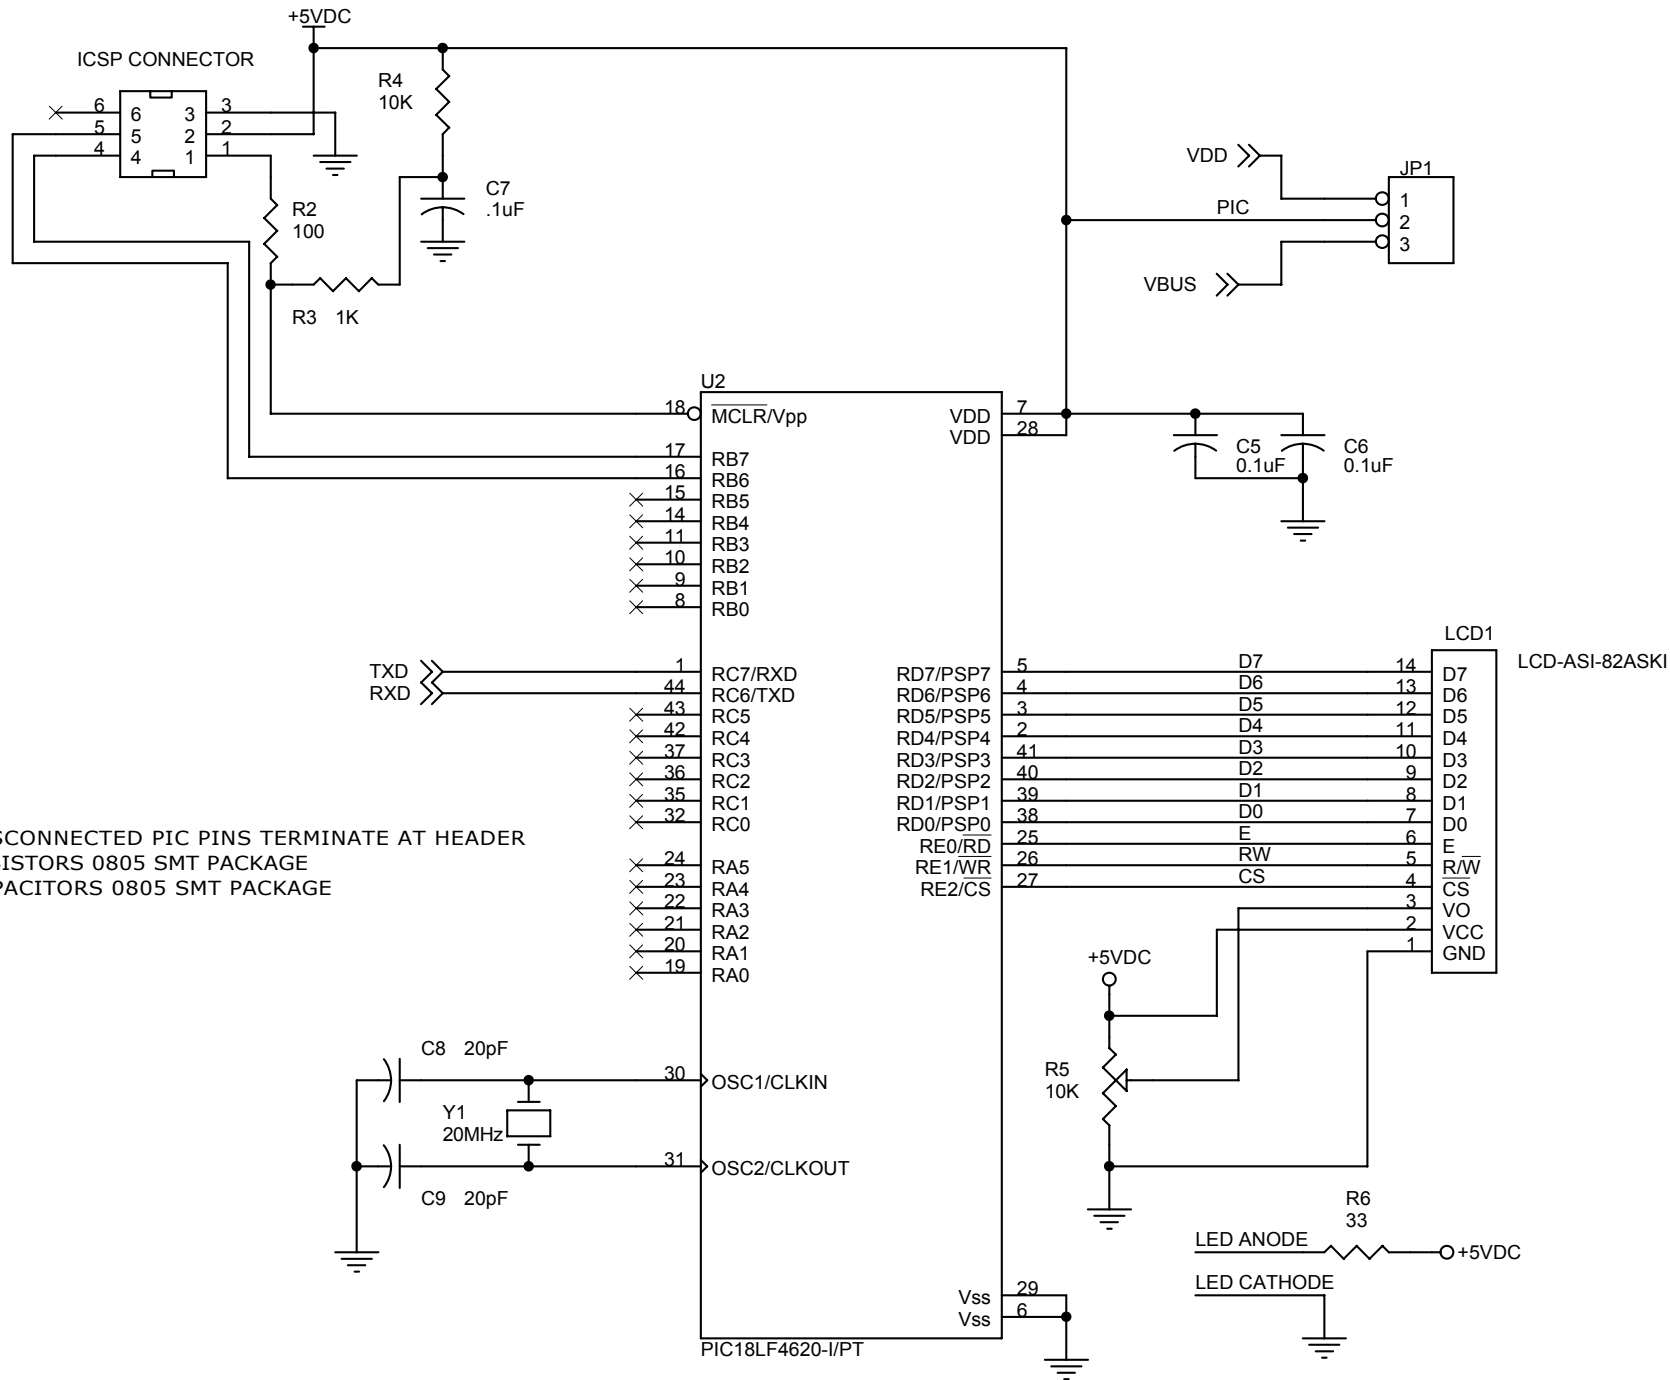 +5VDC
ICSP CONNECTOR
6 6 3 3
5 5 2 2
4 4 1 1
R4
10K
C7
.1uF
R2
100
R3 1K
VDD
JP1
1
PIC
2
3
VBUS
U2
18 MCLR/Vpp
17 RB7
16 RB6
15 RB5
14 RB4
11 RB3
10 RB2
9 RB1
8 RB0
VDD 7
VDD 28
C5
0.1uF
C6
0.1uF
TXD
RXD
1 RC7/RXD
44 RC6/TXD
43 RC5
42 RC4
37 RC3
36 RC2
35 RC1
32 RC0
24 RA5
23 RA4
22 RA3
21 RA2
20 RA1
19 RA0
LCD1
LCD-ASI-82ASKI
RD7/PSP7 5 D7 14 D7
RD6/PSP6 4 D6 13 D6
RD5/PSP5 3 D5 12 D5
RD4/PSP4 2 D4 11 D4
RD3/PSP3 41 D3 10 D3
RD2/PSP2 40 D2 9 D2
RD1/PSP1 39 D1 8 D1
RD0/PSP0 38 D0 7 D0
RE0/RD 25 E 6 E
RE1/WR 26 RW 5 R/W
RE2/CS 27 CS 4 CS
3 VO
2 VCC
1 GND
PIC PINS TERMINATE AT HEADER
0805 SMT PACKAGE
0805 SMT PACKAGE
+5VDC
R5
10K
C8 20pF
Y1
20MHz
C9 20pF
30 OSC1/CLKIN
31 OSC2/CLKOUT
R6
33
LED ANODE
+5VDC
LED CATHODE
Vss 29
Vss 6
PIC18LF4620-I/PT